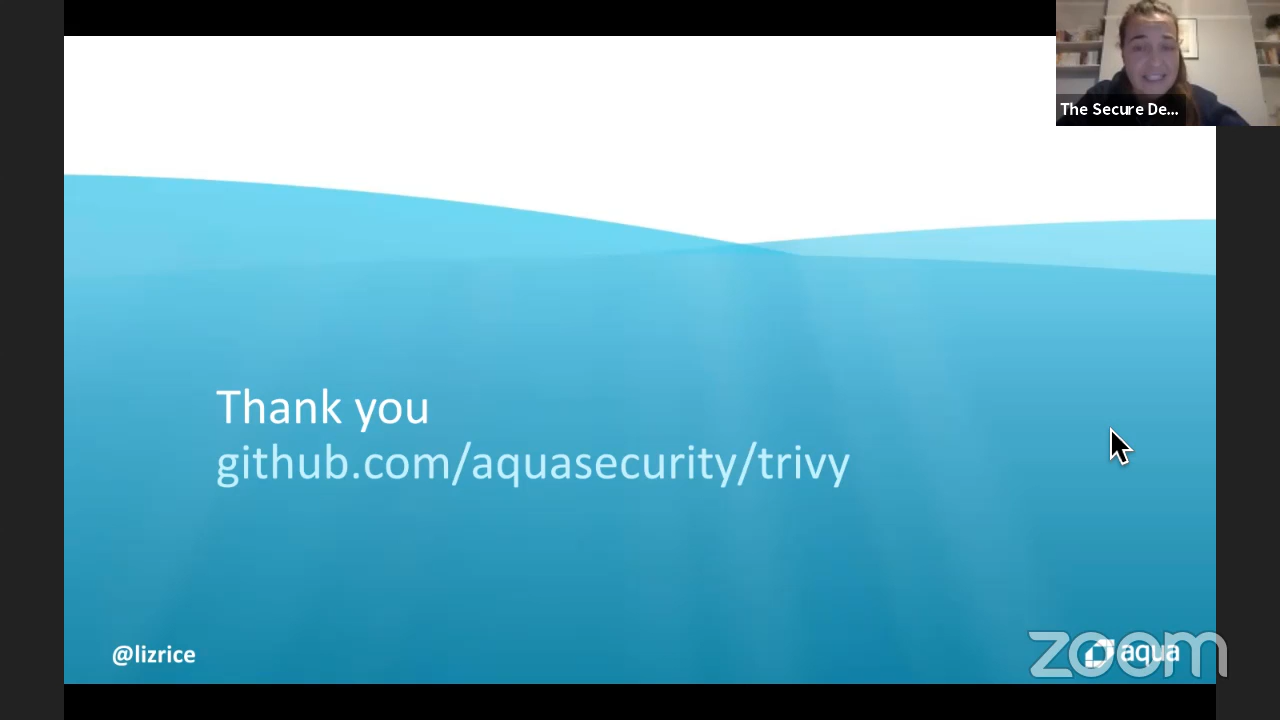 The Secure De...
Thank you
github.com/aquasecurity/trivy
@lizrice
aqua
zoom